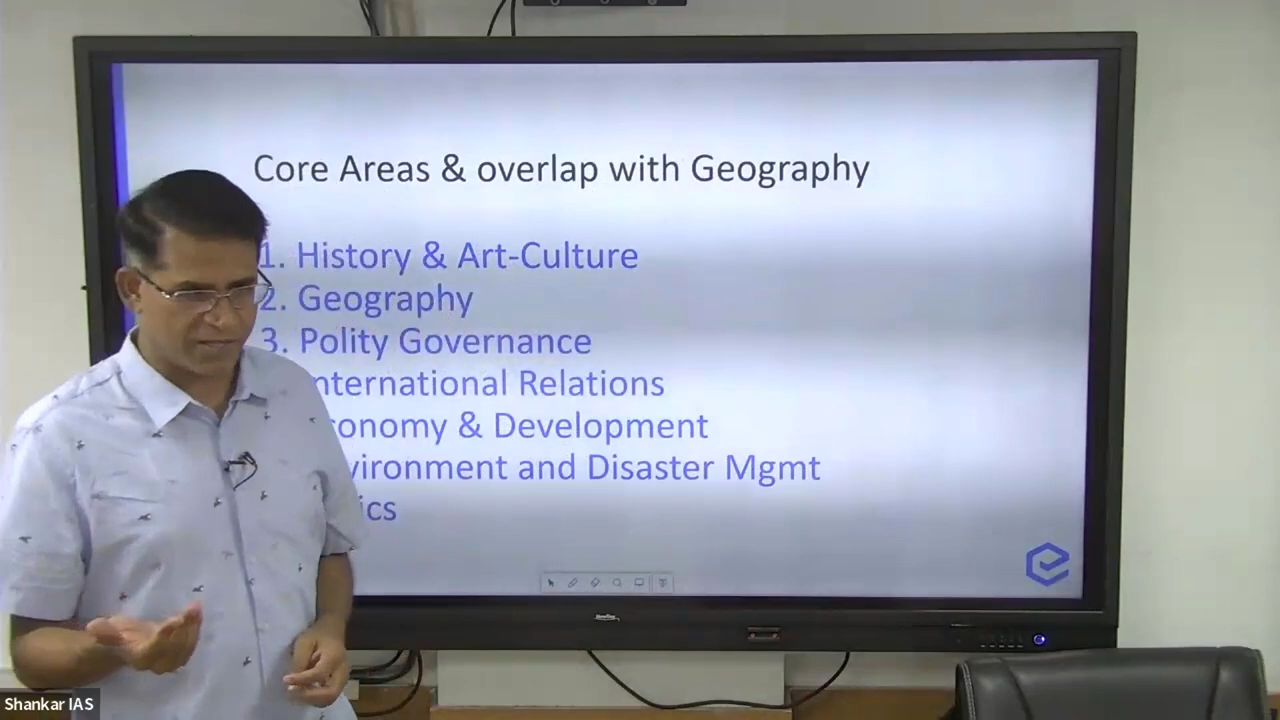 Core Areas & overlap with Geography
1. History & Art-Culture
2. Geography
3. Polity Governance
nternational Relations
onomy & Development
vironment and Disaster Mgmt
ics
Shankar IAS